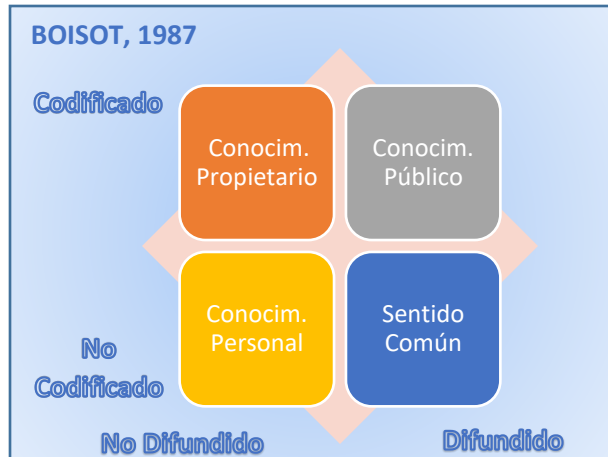 BOISOT, 1987
Codificado
Conocim.
Propietario
Conocim.
Público
Conocim.
Personal
Sentido
Común
No
Codificado
No Difundido
Difundido